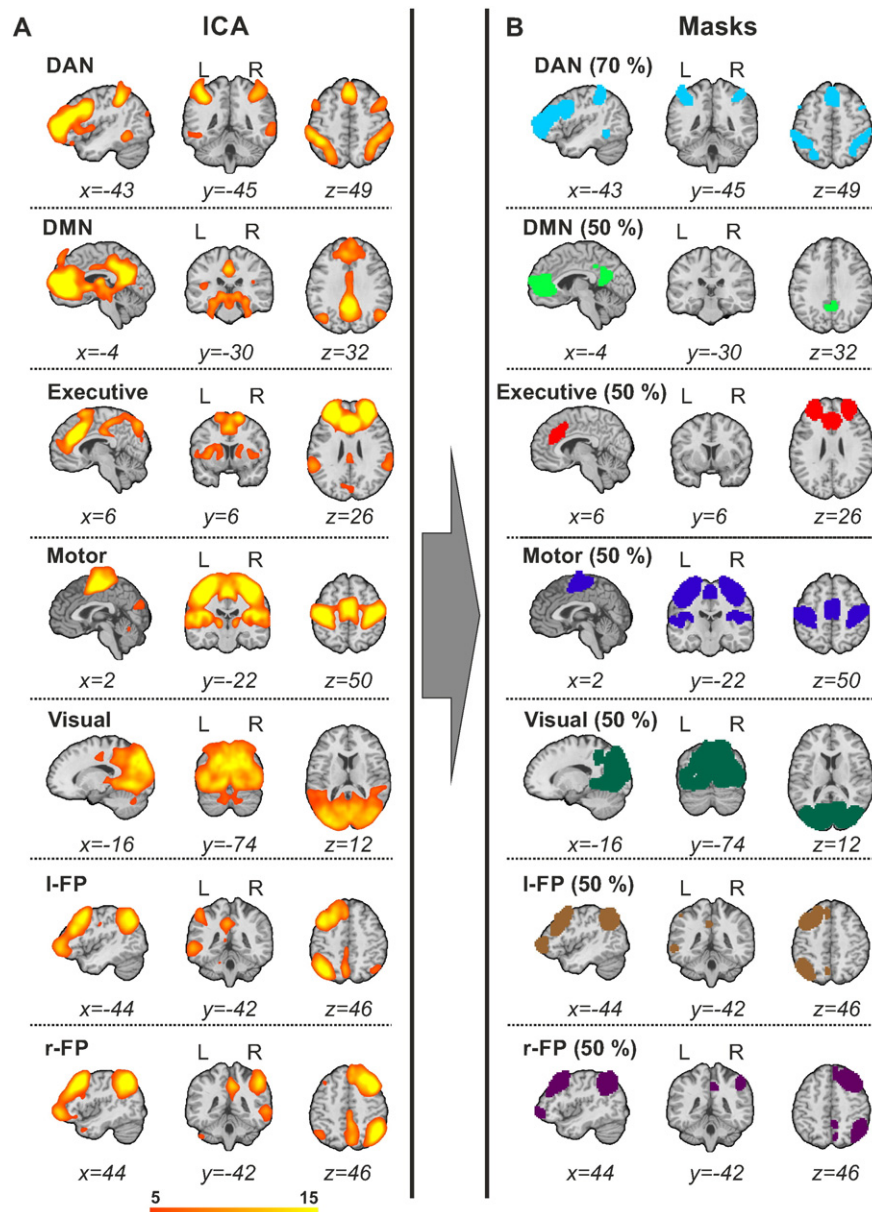 A ICA
DAN L R
x=-43 y=-45 z=49
DMN L R
x=-4 y=-30 z=32
Executive L R
x=6 y=6 z=26
Motor L R
x=2 y=-22 z=50
Visual L R
x=-16 y=-74 z=12
l-FP L R
x=-44 y=-42 z=46
r-FP L R
x=44 y=-42 z=46
5 15
B Masks
DAN (70 %) L R
x=-43 y=-45 z=49
DMN (50 %) L R
x=-4 y=-30 z=32
Executive (50 %) L R
x=6 y=6 z=26
Motor (50 %) L R
x=2 y=-22 z=50
Visual (50 %) L R
x=-16 y=-74 z=12
l-FP (50 %) L R
x=-44 y=-42 z=46
r-FP (50 %) L R
x=44 y=-42 z=46